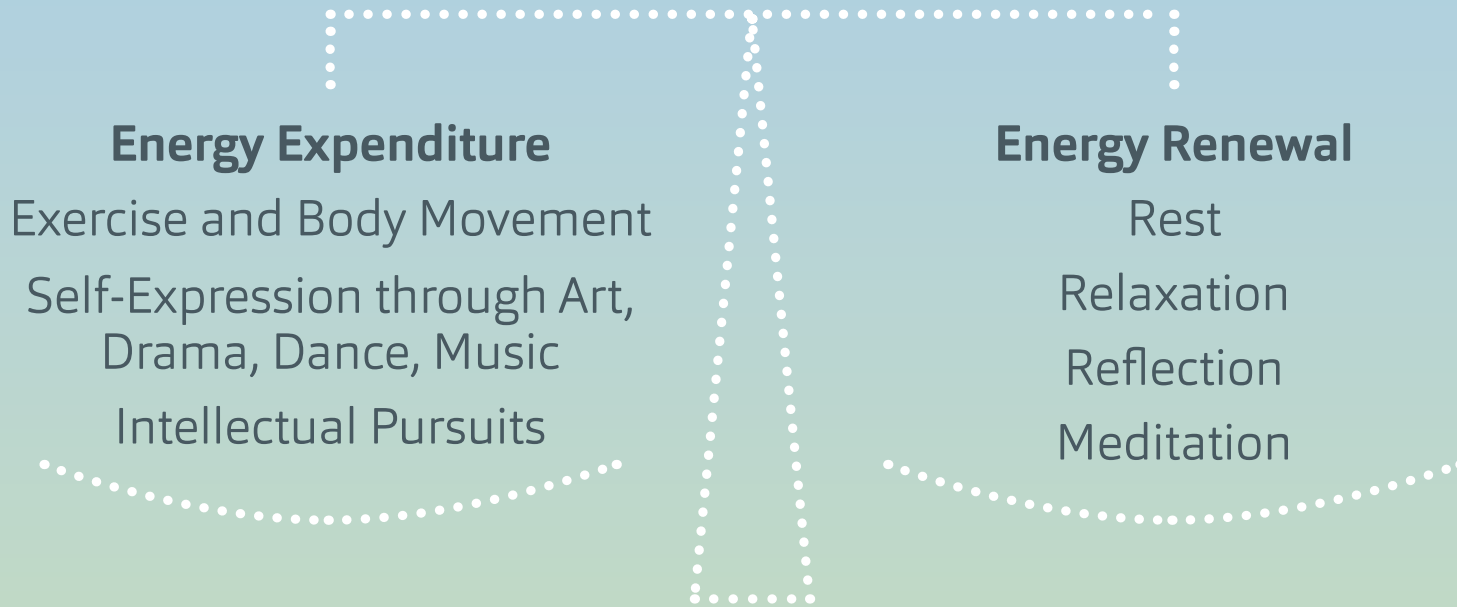 Energy Expenditure
Exercise and Body Movement
Self-Expression through Art,
Drama, Dance, Music
Intellectual Pursuits
Energy Renewal
Rest
Relaxation
Reflection
Meditation